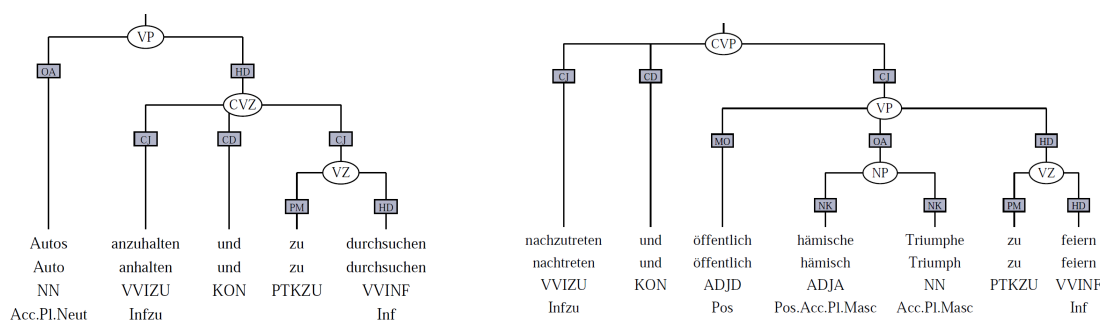 VP
OA HD
CVZ
CJ CD CJ
VZ
PM HD
Autos anzuhalten und zu durchsuchen
Auto anhalten und zu durchsuchen
NN VVIZU KON PTKZU VVINF
Acc.Pl.Neut Infzu Inf
CVP
CJ CD CJ
VP
MO OA HD
NP VZ
NK NK PM HD
nachzutreten und öffentlich hämische Triumphe zu feiern
nachtreten und öffentlich hämisch Triumph zu feiern
VVIZU KON ADJD ADJA NN PTKZU VVINF
Infzu Pos Pos.Acc.Pl.Masc Acc.Pl.Masc Inf